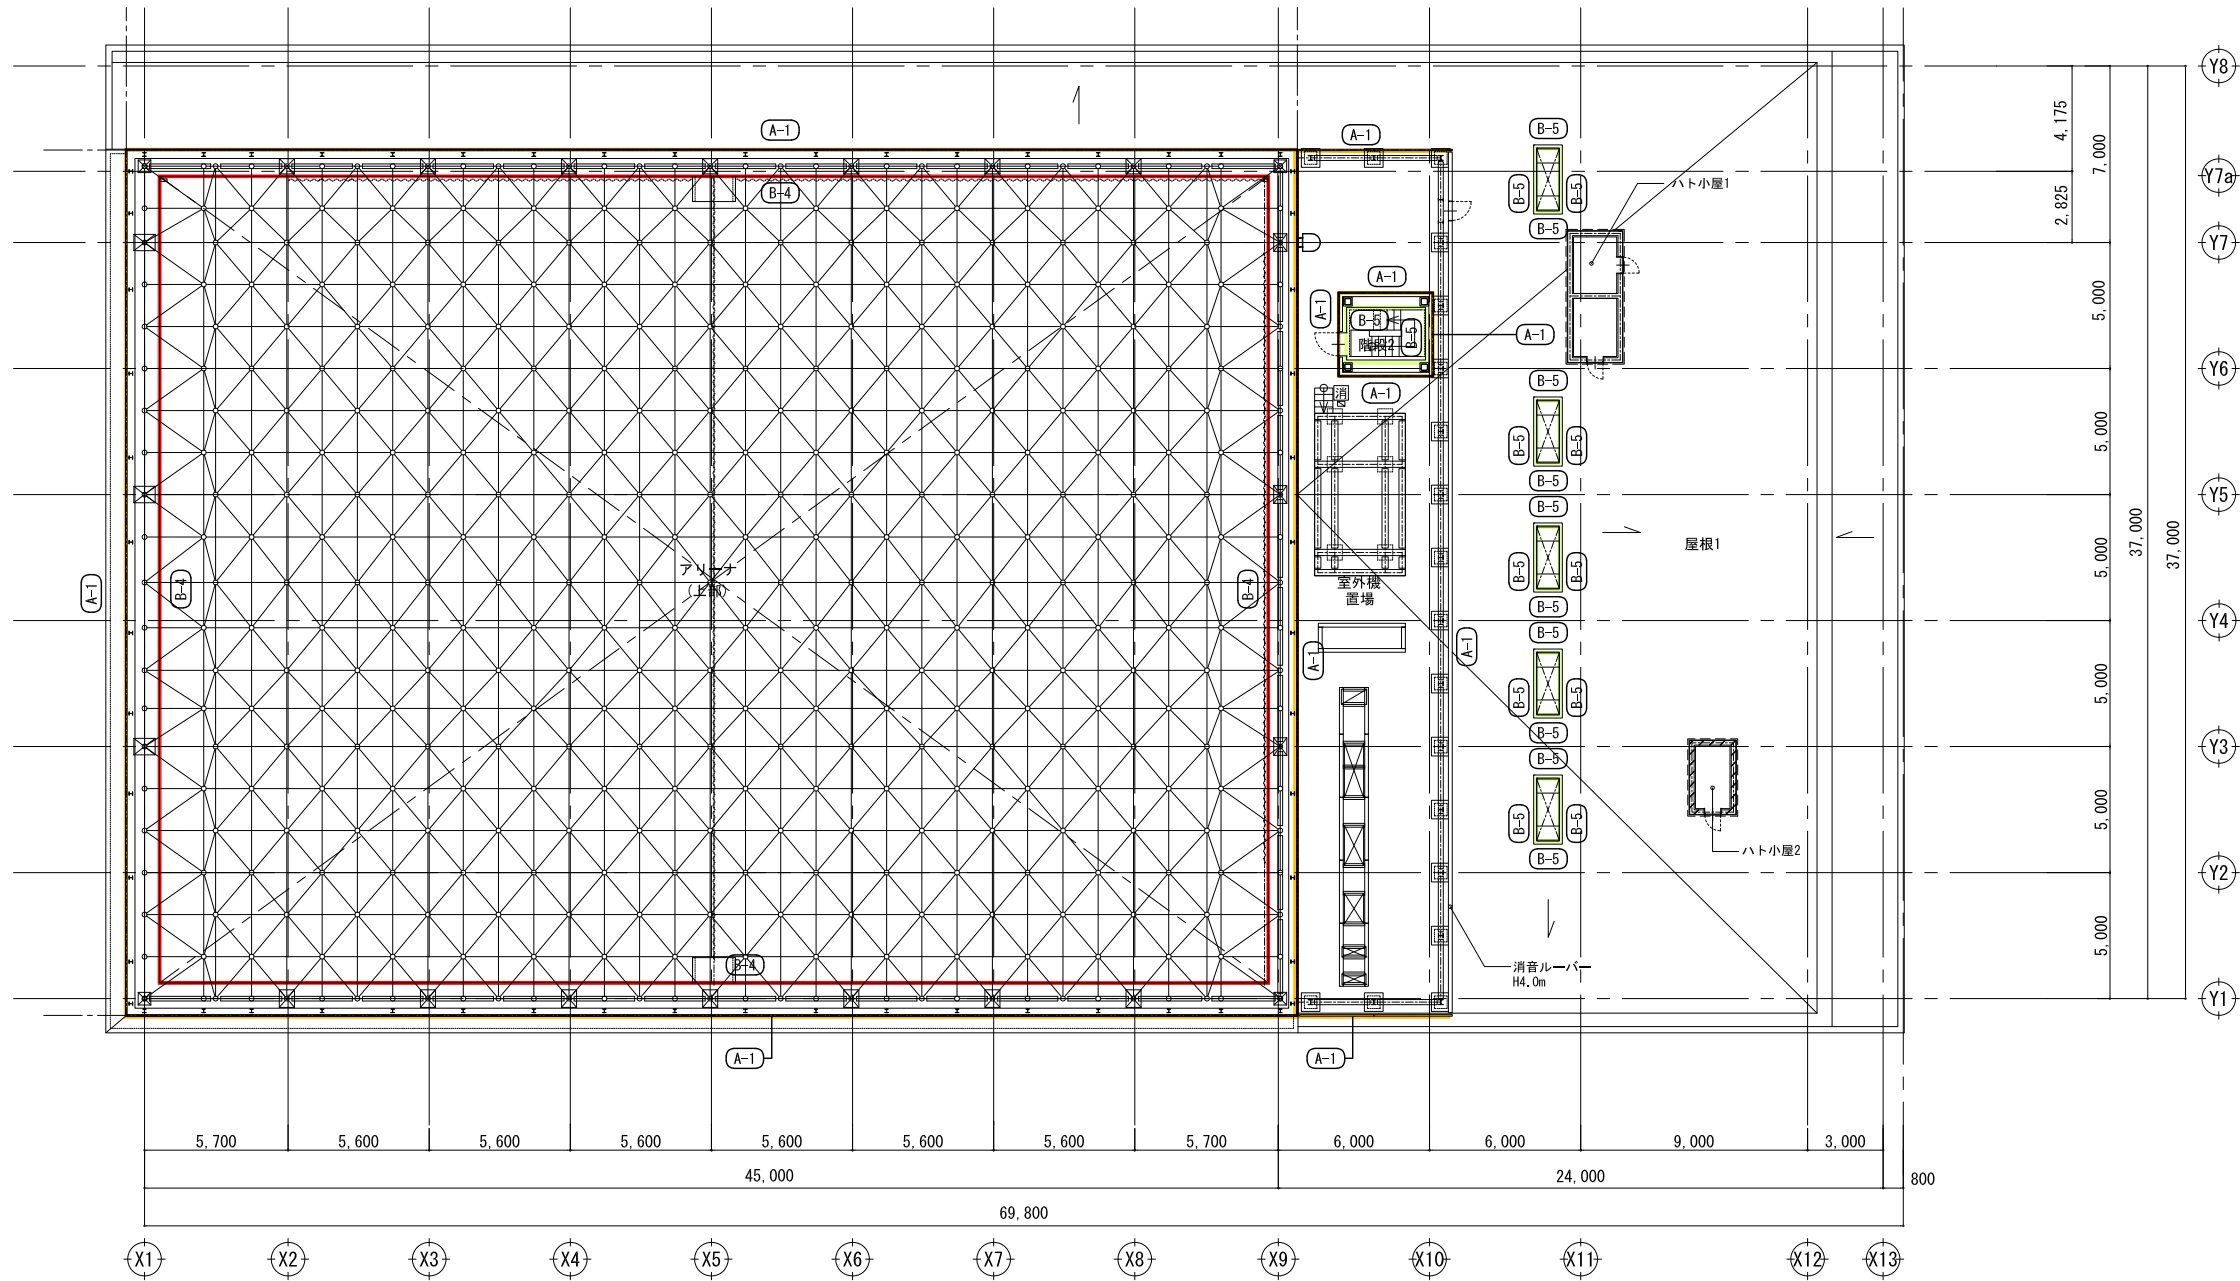 Y8
4,175
7,000
A-1
A-1
B-5
Y7a
B-4
B-5
B-5
ハト小屋1
2,825
B-5
Y7
A-1
A-1
B-5
B-5
A-1
階段2
5,000
Y6
消
A-1
B-5
B-5
B-5
5,000
B-5
Y5
B-5
屋根1
37,000
37,000
アリーナ
(上部)
A-1
B-4
B-4
室外機
置場
B-5
B-5
5,000
B-5
Y4
B-5
A-1
A-1
B-5
B-5
5,000
B-5
Y3
B-5
B-5
B-5
5,000
ハト小屋2
B-5
Y2
B-4
消音ルーバー
H4.0m
5,000
Y1
A-1
A-1
5,700
5,600
5,600
5,600
5,600
5,600
5,600
5,700
6,000
6,000
9,000
3,000
45,000
24,000
800
69,800
X1
X2
X3
X4
X5
X6
X7
X8
X9
X10
X11
X12
X13